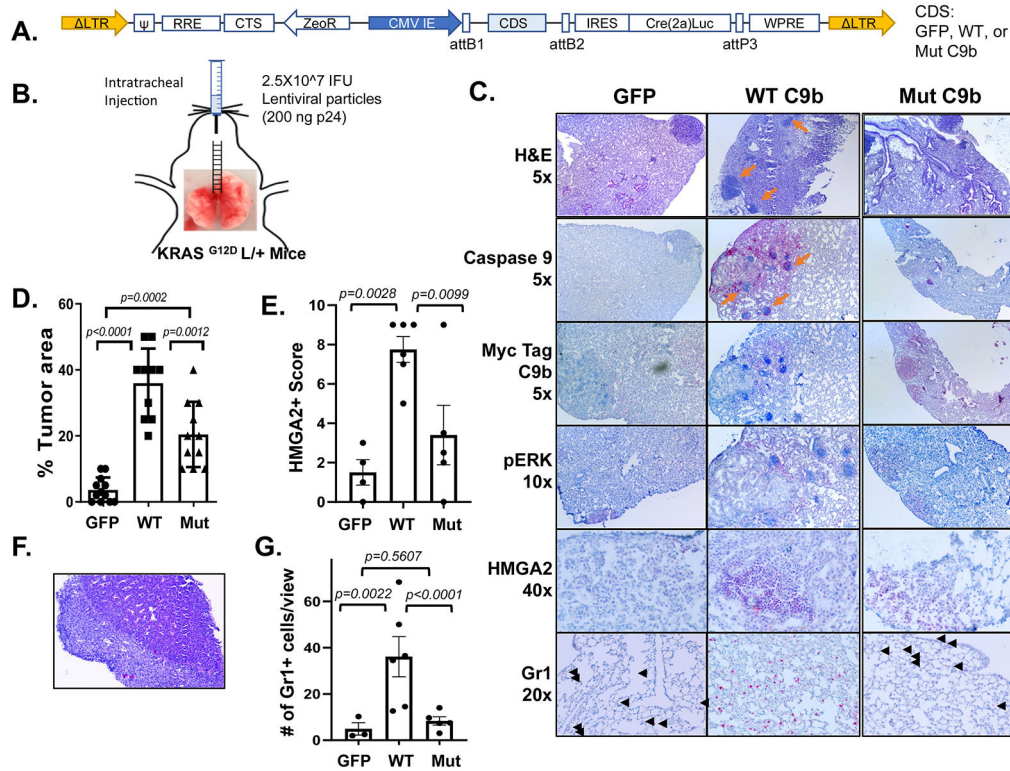 A.
ΔLTR
ψ
RRE
CTS
ZeoR
CMV IE
CDS
IRES
Cre(2a)Luc
WPRE
ΔLTR
attB1
attB2
attP3
CDS:
GFP, WT, or
Mut C9b
B.
Intratracheal
Injection
2.5X10^7 IFU
Lentiviral particles
(200 ng p24)
KRAS G12D L/+ Mice
C.
GFP
WT C9b
Mut C9b
H&E
5x
Caspase 9
5x
Myc Tag
C9b
5x
pERK
10x
HMGA2
40x
Gr1
20x
D.
p=0.0002
p<0.0001
p=0.0012
% Tumor area
60
40
20
0
GFP
WT
Mut
E.
p=0.0028
p=0.0099
HMGA2+ Score
10
8
6
4
2
0
GFP
WT
Mut
F.
G.
p=0.5607
p=0.0022
p<0.0001
# of Gr1+ cells/view
60
40
20
0
GFP
WT
Mut